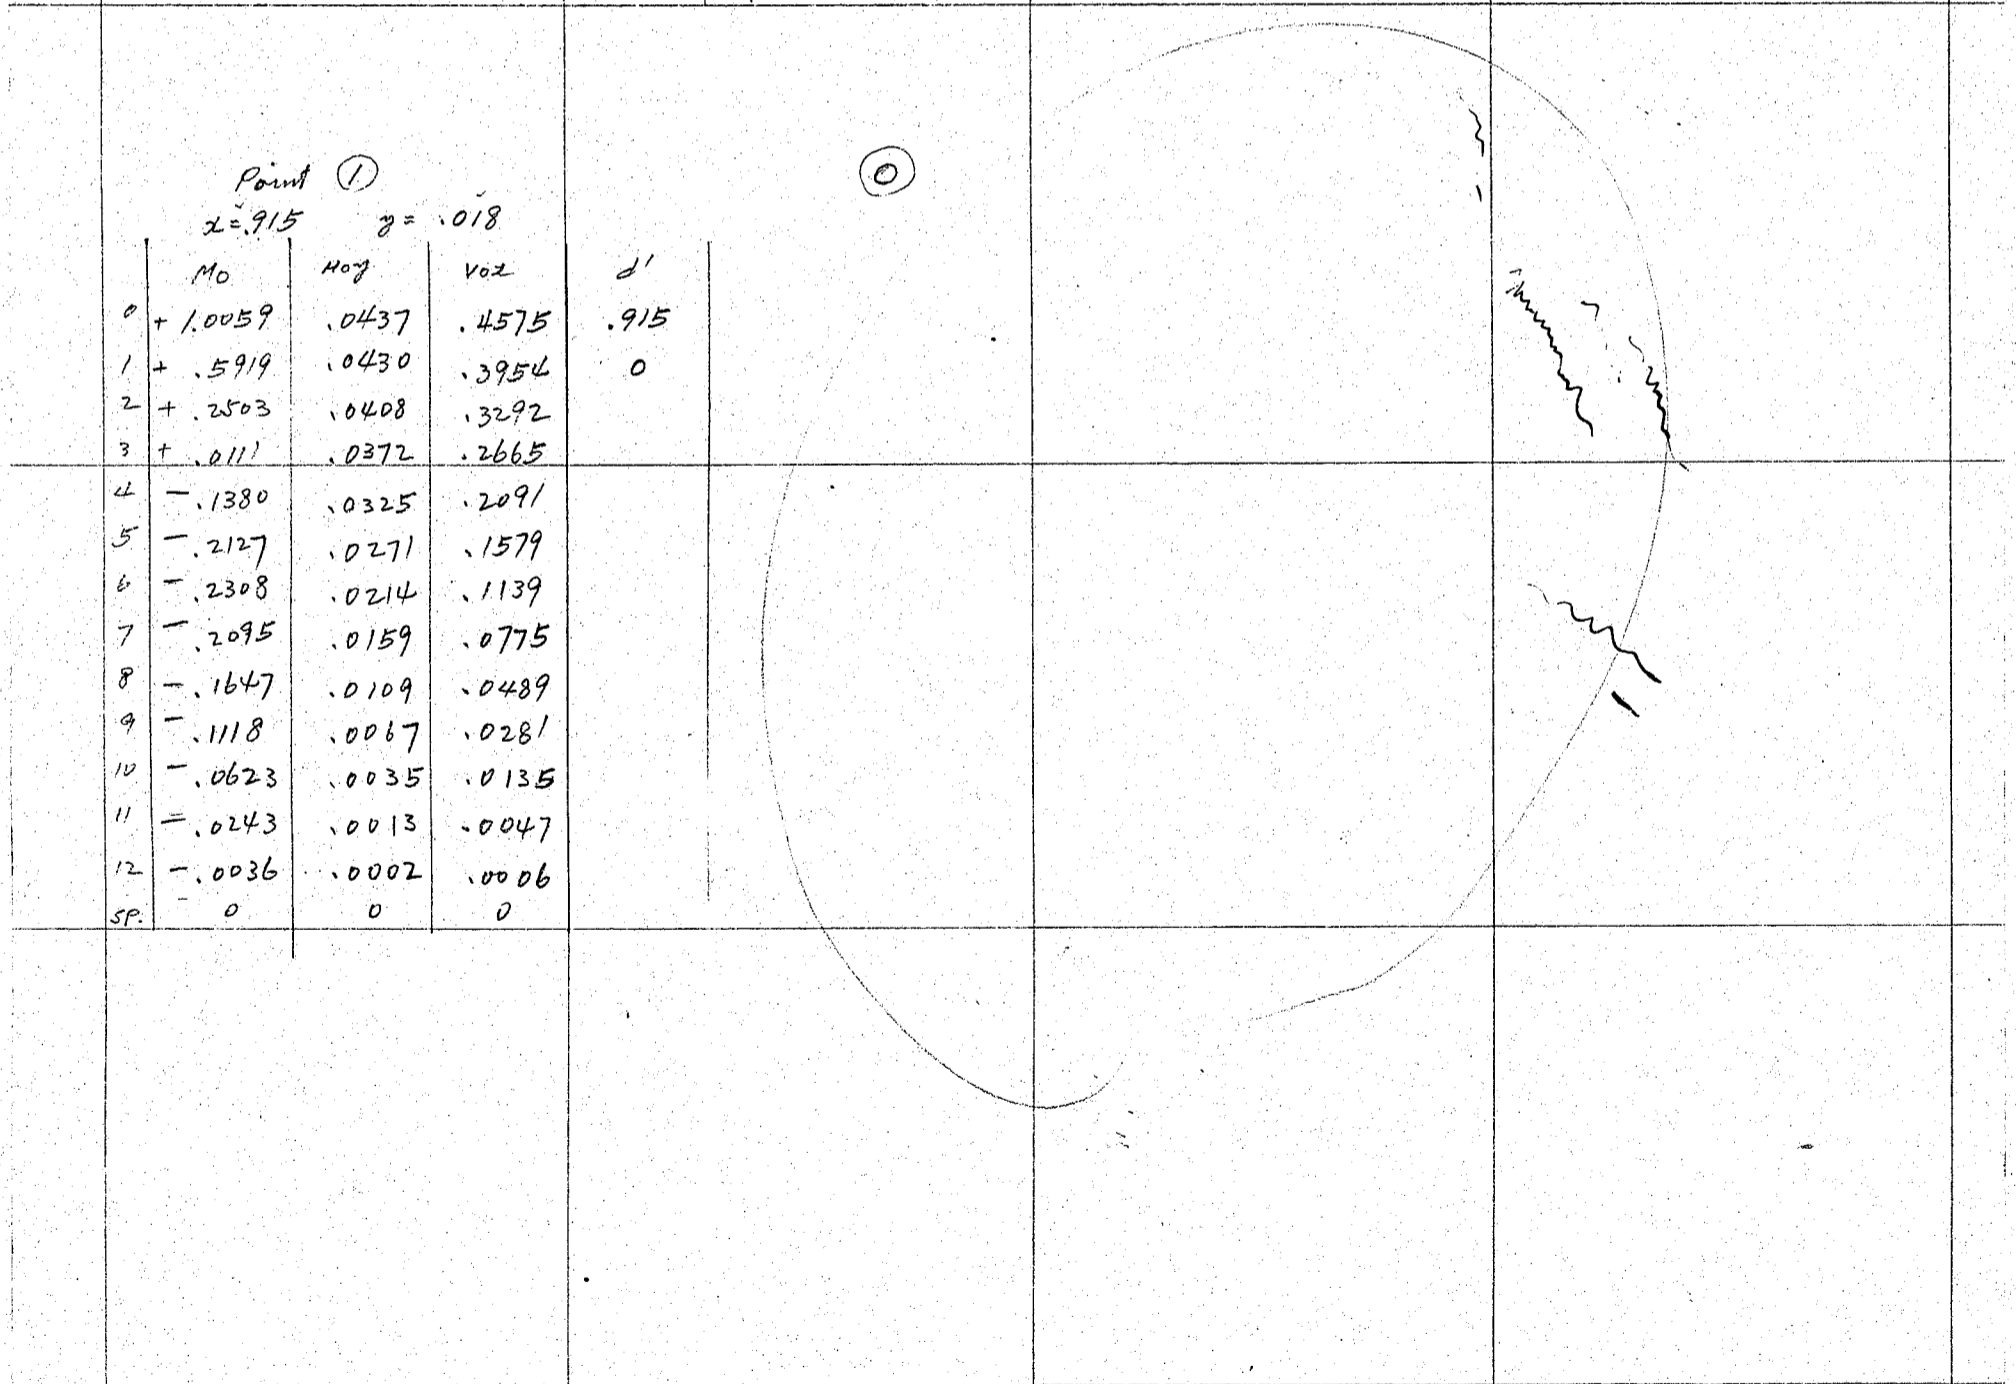 Point ①
⓪
x = .915 y = .018
Mo Hoy Vox d'
0 + 1.0059 .0437 .4575 .915
1 + .5919 .0430 .3954 0
2 + .2503 .0408 .3292
3 + .0111 .0372 .2665
4 - .1380 .0325 .2091
5 - .2127 .0271 .1579
6 - .2308 .0214 .1139
7 - .2095 .0159 .0775
8 - .1647 .0109 .0489
9 - .1118 .0067 .0281
10 - .0623 .0035 .0135
11 - .0243 .0013 .0047
12 - .0036 .0002 .0006
SP. 0 0 0